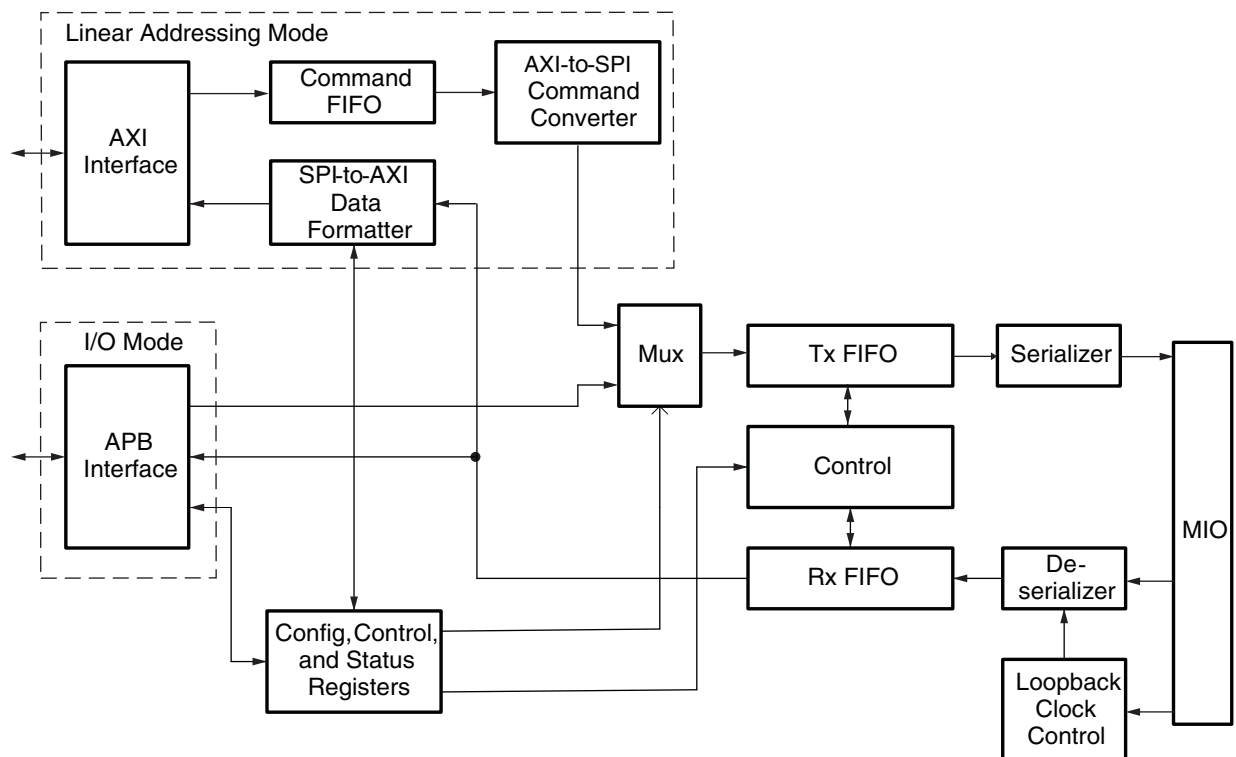 Linear Addressing Mode
AXI
Interface
Command
FIFO
AXI-to-SPI
Command
Converter
SPI-to-AXI
Data
Formatter
I/O Mode
APB
Interface
Mux
Tx FIFO
Serializer
Control
MIO
Rx FIFO
De-
serializer
Config,Control,
and Status
Registers
Loopback
Clock
Control